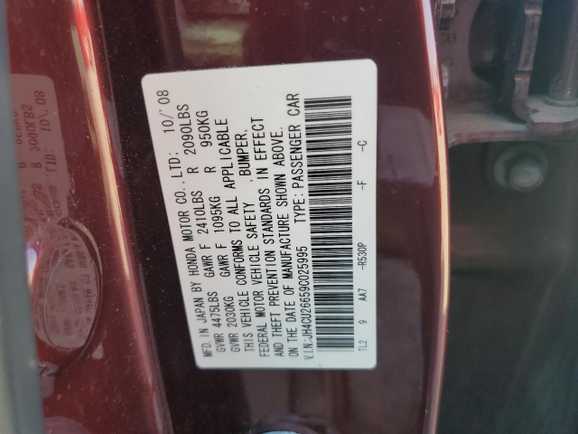 MFD. IN JAPAN BY HONDA MOTOR CO., LTD: 10/'08
GVWR 4475LBS GAWR F 2410LBS R 2090LBS
GVWR 2030KG GAWR F 1095KG R 950KG
THIS VEHICLE CONFORMS TO ALL APPLICABLE
FEDERAL MOTOR VEHICLE SAFETY BUMPER,
AND THEFT PREVENTION STANDARDS IN EFFECT
ON THE DATE OF MANUFACTURE SHOWN ABOVE.
V.I.N:JH4CU26659C025995 TYPE: PASSENGER CAR
TL2 9 AA7 -R530P -F -C